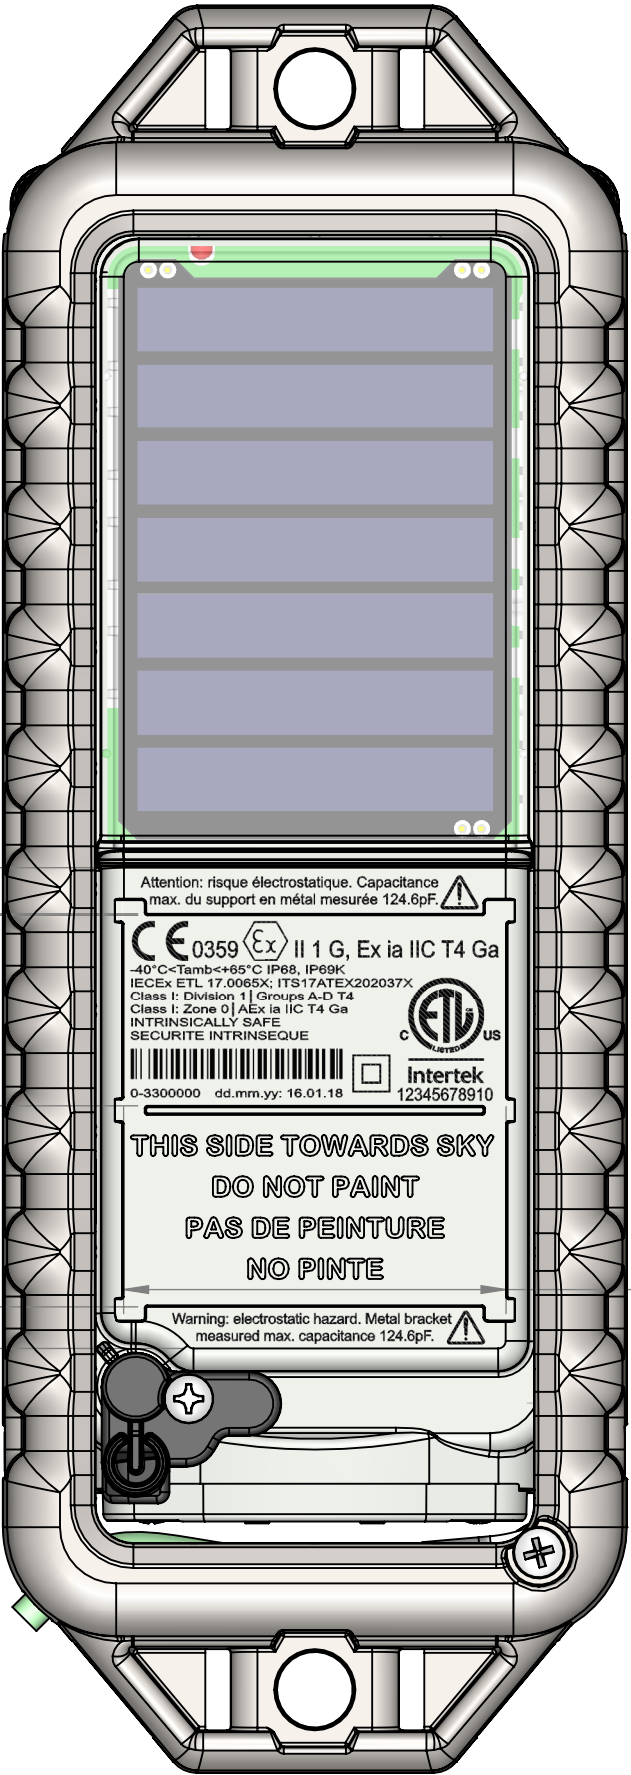 Attention: risque électrostatique. Capacitance
max. du support en métal mesurée 124.6pF.
CE 0359 Ex II 1 G, Ex ia IIC T4 Ga
-40°C<Tamb<+65°C IP68, IP69K
IECEx ETL 17.0065X; ITS17ATEX202037X
Class I: Division 1 | Groups A-D T4
Class I: Zone 0 | AEx ia IIC T4 Ga
INTRINSICALLY SAFE
SECURITE INTRINSEQUE
ETL
C US
LISTED
Intertek
12345678910
0-3300000 dd.mm.yy: 16.01.18
THIS SIDE TOWARDS SKY
DO NOT PAINT
PAS DE PEINTURE
NO PINTE
Warning: electrostatic hazard. Metal bracket
measured max. capacitance 124.6pF.